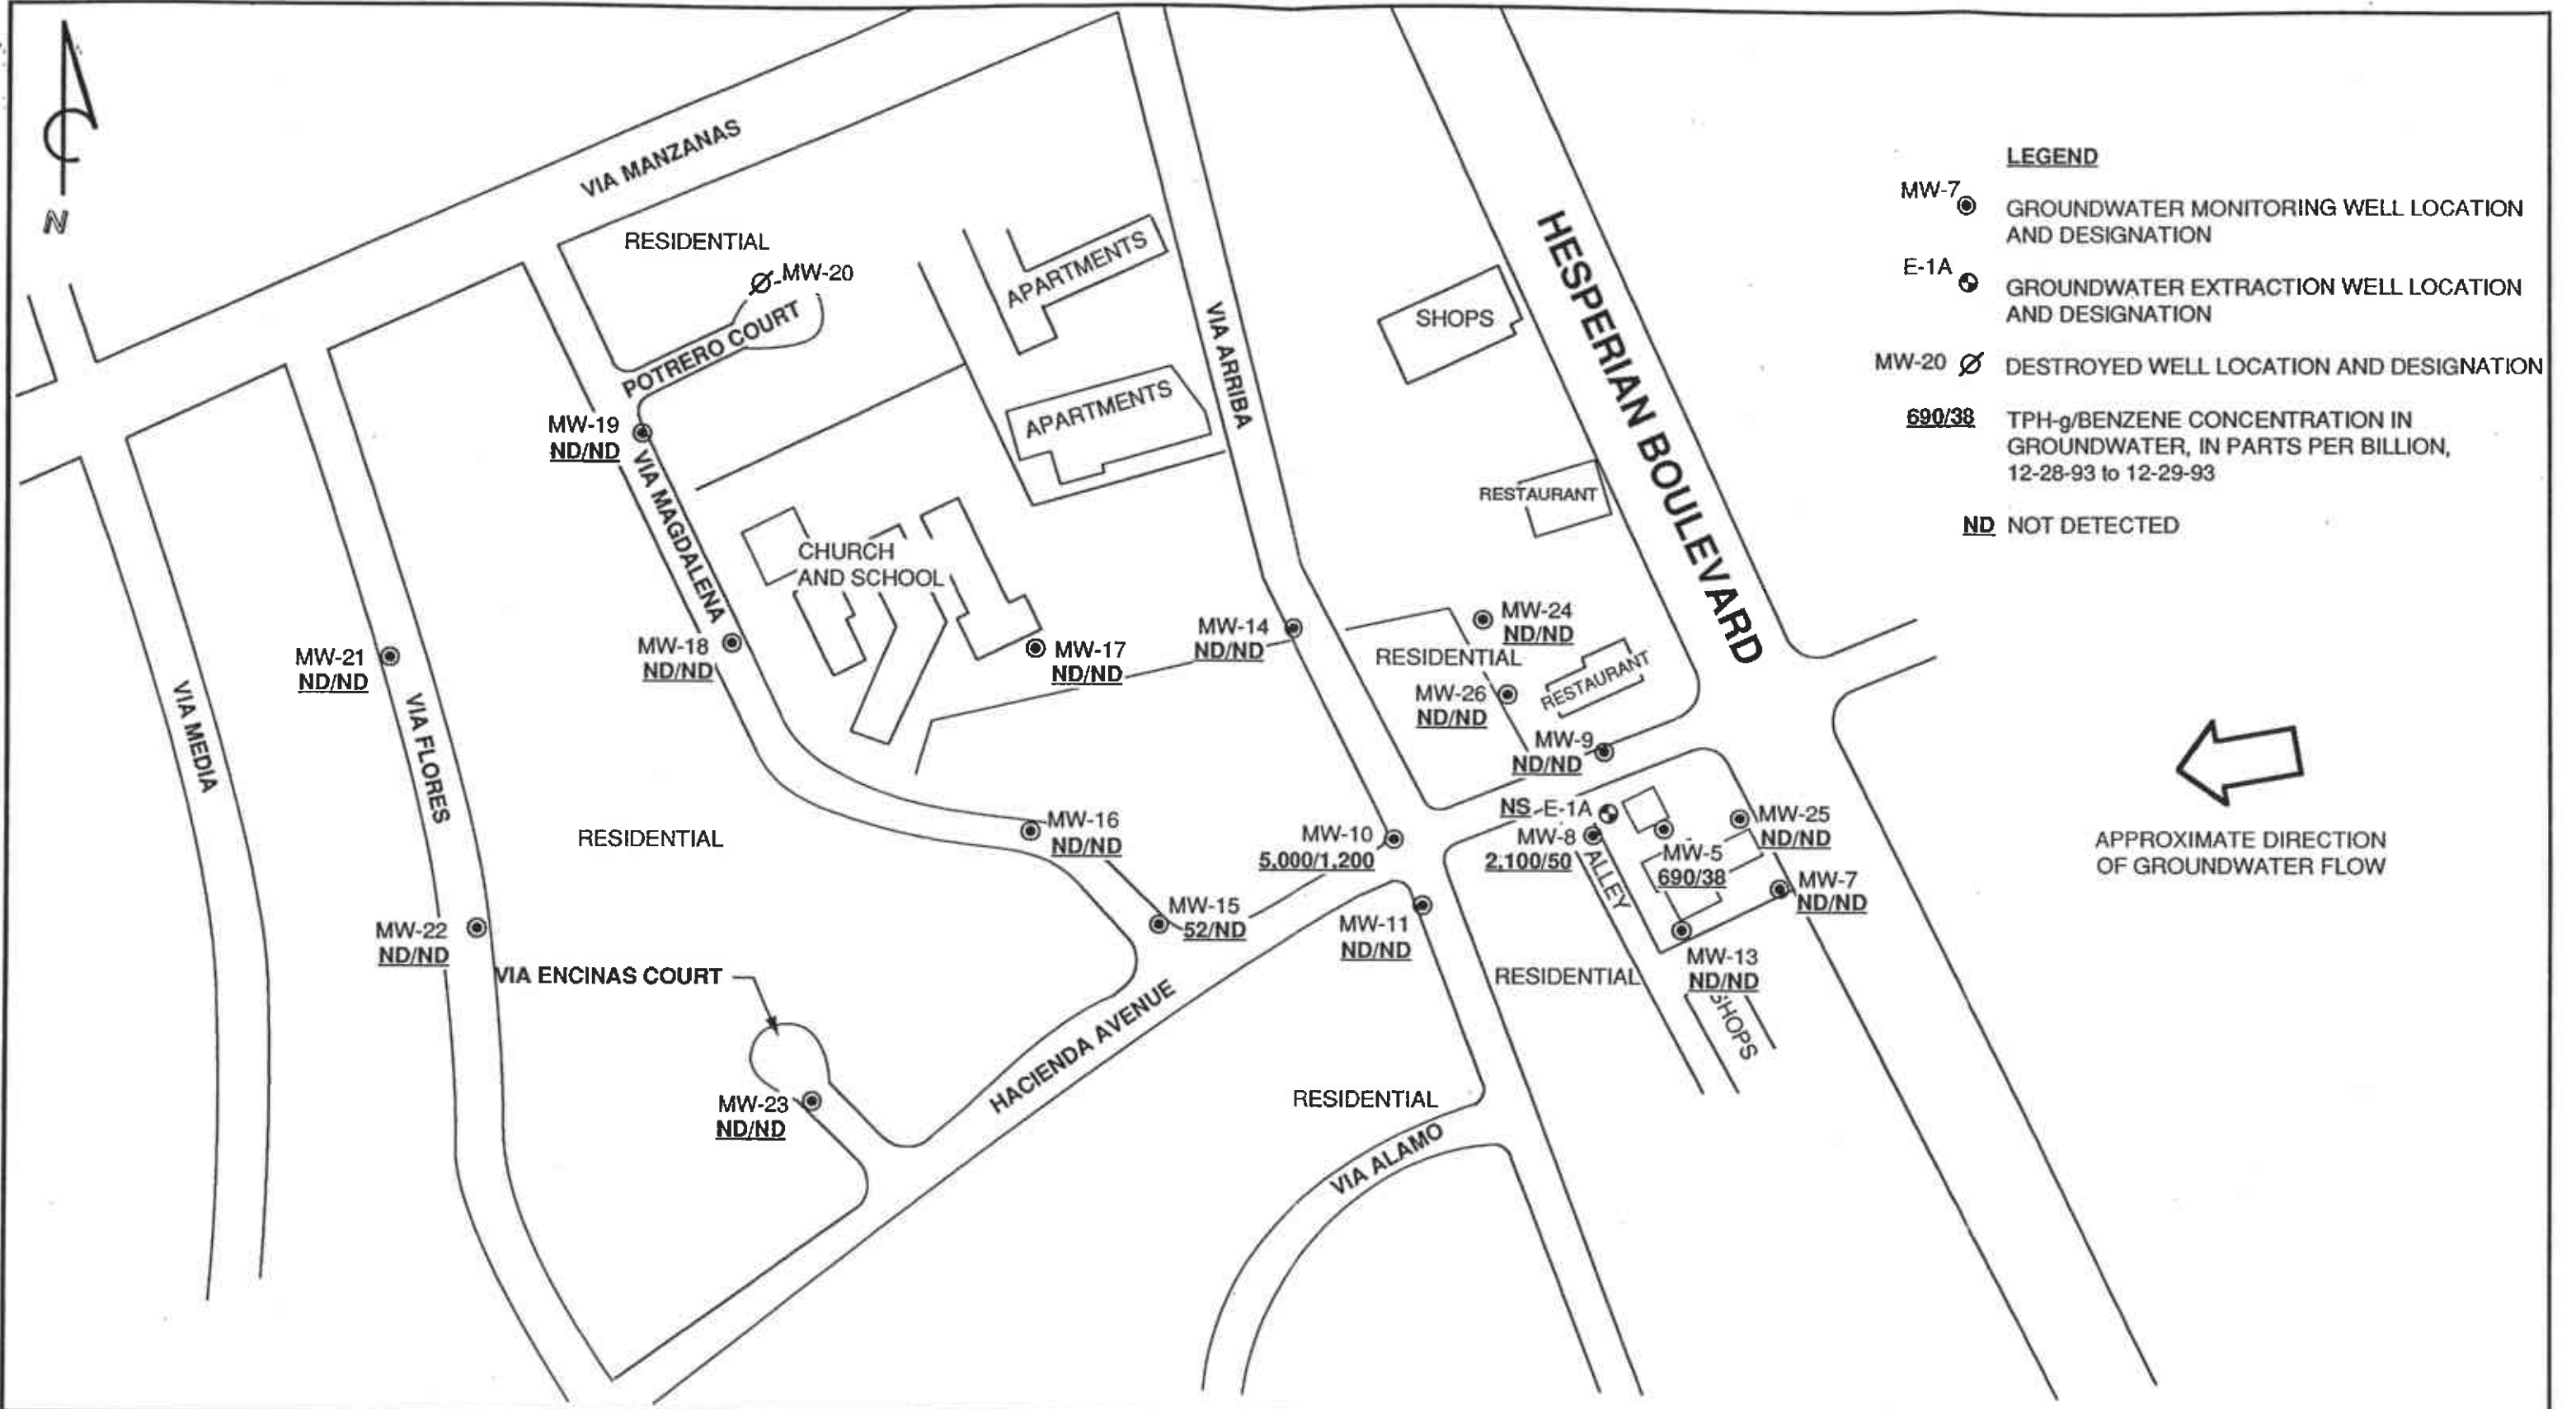 N
VIA MANZANAS
RESIDENTIAL
MW-20
POTRERO COURT
APARTMENTS
APARTMENTS
VIA ARRIBA
SHOPS
HESPERIAN BOULEVARD
RESTAURANT
LEGEND
MW-7
GROUNDWATER MONITORING WELL LOCATION
AND DESIGNATION
E-1A
GROUNDWATER EXTRACTION WELL LOCATION
AND DESIGNATION
MW-20
DESTROYED WELL LOCATION AND DESIGNATION
690/38
TPH-g/BENZENE CONCENTRATION IN
GROUNDWATER, IN PARTS PER BILLION,
12-28-93 to 12-29-93
ND NOT DETECTED
MW-19
ND/ND
VIA MAGDALENA
CHURCH
AND SCHOOL
MW-18
ND/ND
MW-17
ND/ND
MW-14
ND/ND
MW-24
ND/ND
RESIDENTIAL
RESTAURANT
MW-26
ND/ND
MW-9
ND/ND
MW-21
ND/ND
VIA MEDIA
VIA FLORES
RESIDENTIAL
MW-16
ND/ND
MW-10
5,000/1,200
NS E-1A
MW-8
2,100/50
ALLEY
MW-5
690/38
MW-25
ND/ND
MW-7
ND/ND
APPROXIMATE DIRECTION
OF GROUNDWATER FLOW
MW-15
52/ND
MW-11
ND/ND
MW-22
ND/ND
VIA ENCINAS COURT
RESIDENTIAL
MW-13
ND/ND
SHOPS
HACIENDA AVENUE
MW-23
ND/ND
RESIDENTIAL
VIA ALAMO